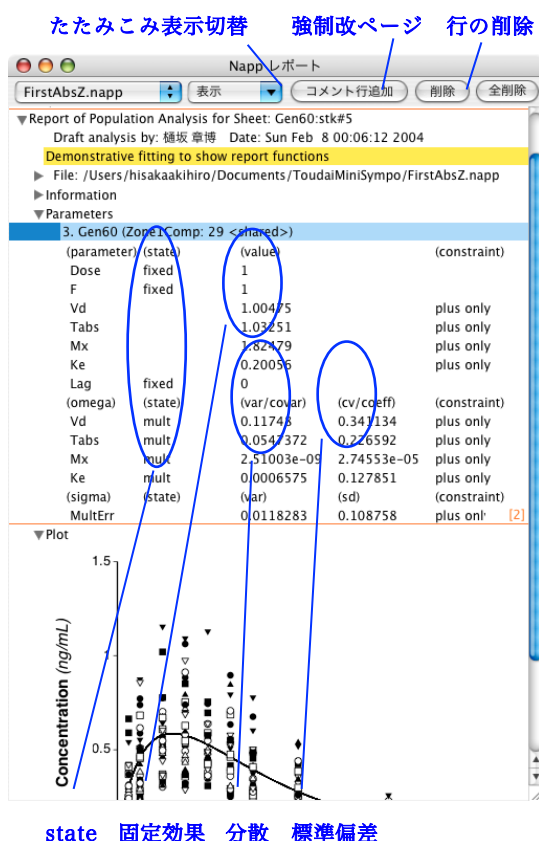 たたみこみ表示切替 強制改ページ 行の削除
Napp レポート
FirstAbsZ.napp 表示 コメント行追加 削除 全削除
Report of Population Analysis for Sheet: Gen60:stk#5
Draft analysis by: 樋坂 章博 Date: Sun Feb 8 00:06:12 2004
Demonstrative fitting to show report functions
File: /Users/hisakaakihiro/Documents/ToudaiMiniSympo/FirstAbsZ.napp
Information
Parameters
3. Gen60 (Zone1Comp: 29 <shared>)
(parameter) (state) (value) (constraint)
Dose fixed 1
F fixed 1
Vd 1.00475 plus only
Tabs 1.03251 plus only
Mx 1.82479 plus only
Ke 0.20056 plus only
Lag fixed 0
(omega) (state) (var/covar) (cv/coeff) (constraint)
Vd mult 0.11748 0.341134 plus only
Tabs mult 0.0547372 0.226592 plus only
Mx mult 2.51003e-09 2.74553e-05 plus only
Ke mult 0.0006575 0.127851 plus only
(sigma) (state) (var) (sd) (constraint)
MultErr 0.0118283 0.108758 plus only [2]
Plot
1.5
1
0.5
Concentration (ng/mL)
state 固定効果 分散 標準偏差